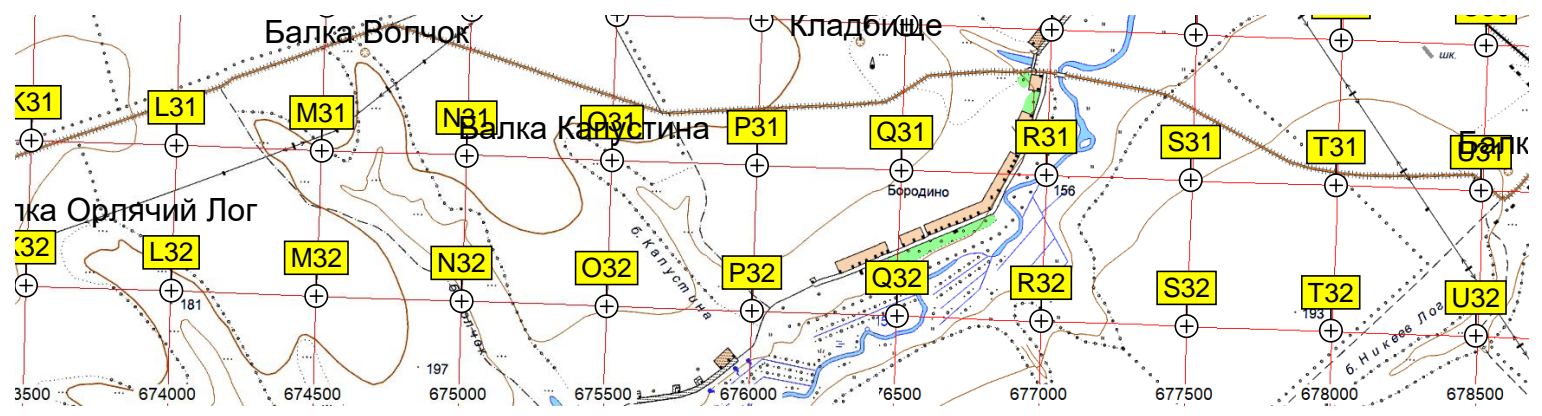 Балка Волчок
Кладбище
шк.
K31
L31
M31
N31
Балка Капустина
O31
P31
Q31
R31
S31
T31
U31
Балк
Бородино
156
лка Орлячий Лог
K32
L32
M32
N32
O32
б. Капустина
P32
Q32
R32
S32
T32
U32
181
193
б. Никеев Лог
197
3500
674000
674500
675000
675500
676000
676500
677000
677500
678000
678500